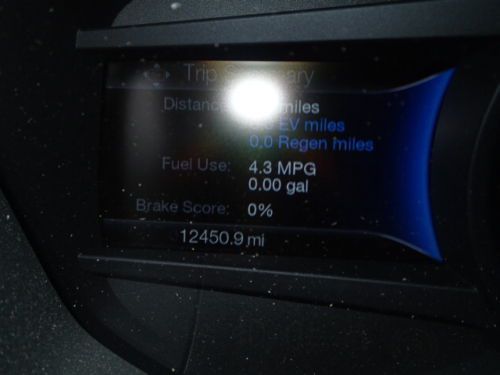 Trip
Distance: miles
EV miles
0.0 Regen miles
Fuel Use: 4.3 MPG
0.00 gal
Brake Score: 0%
12450.9 mi